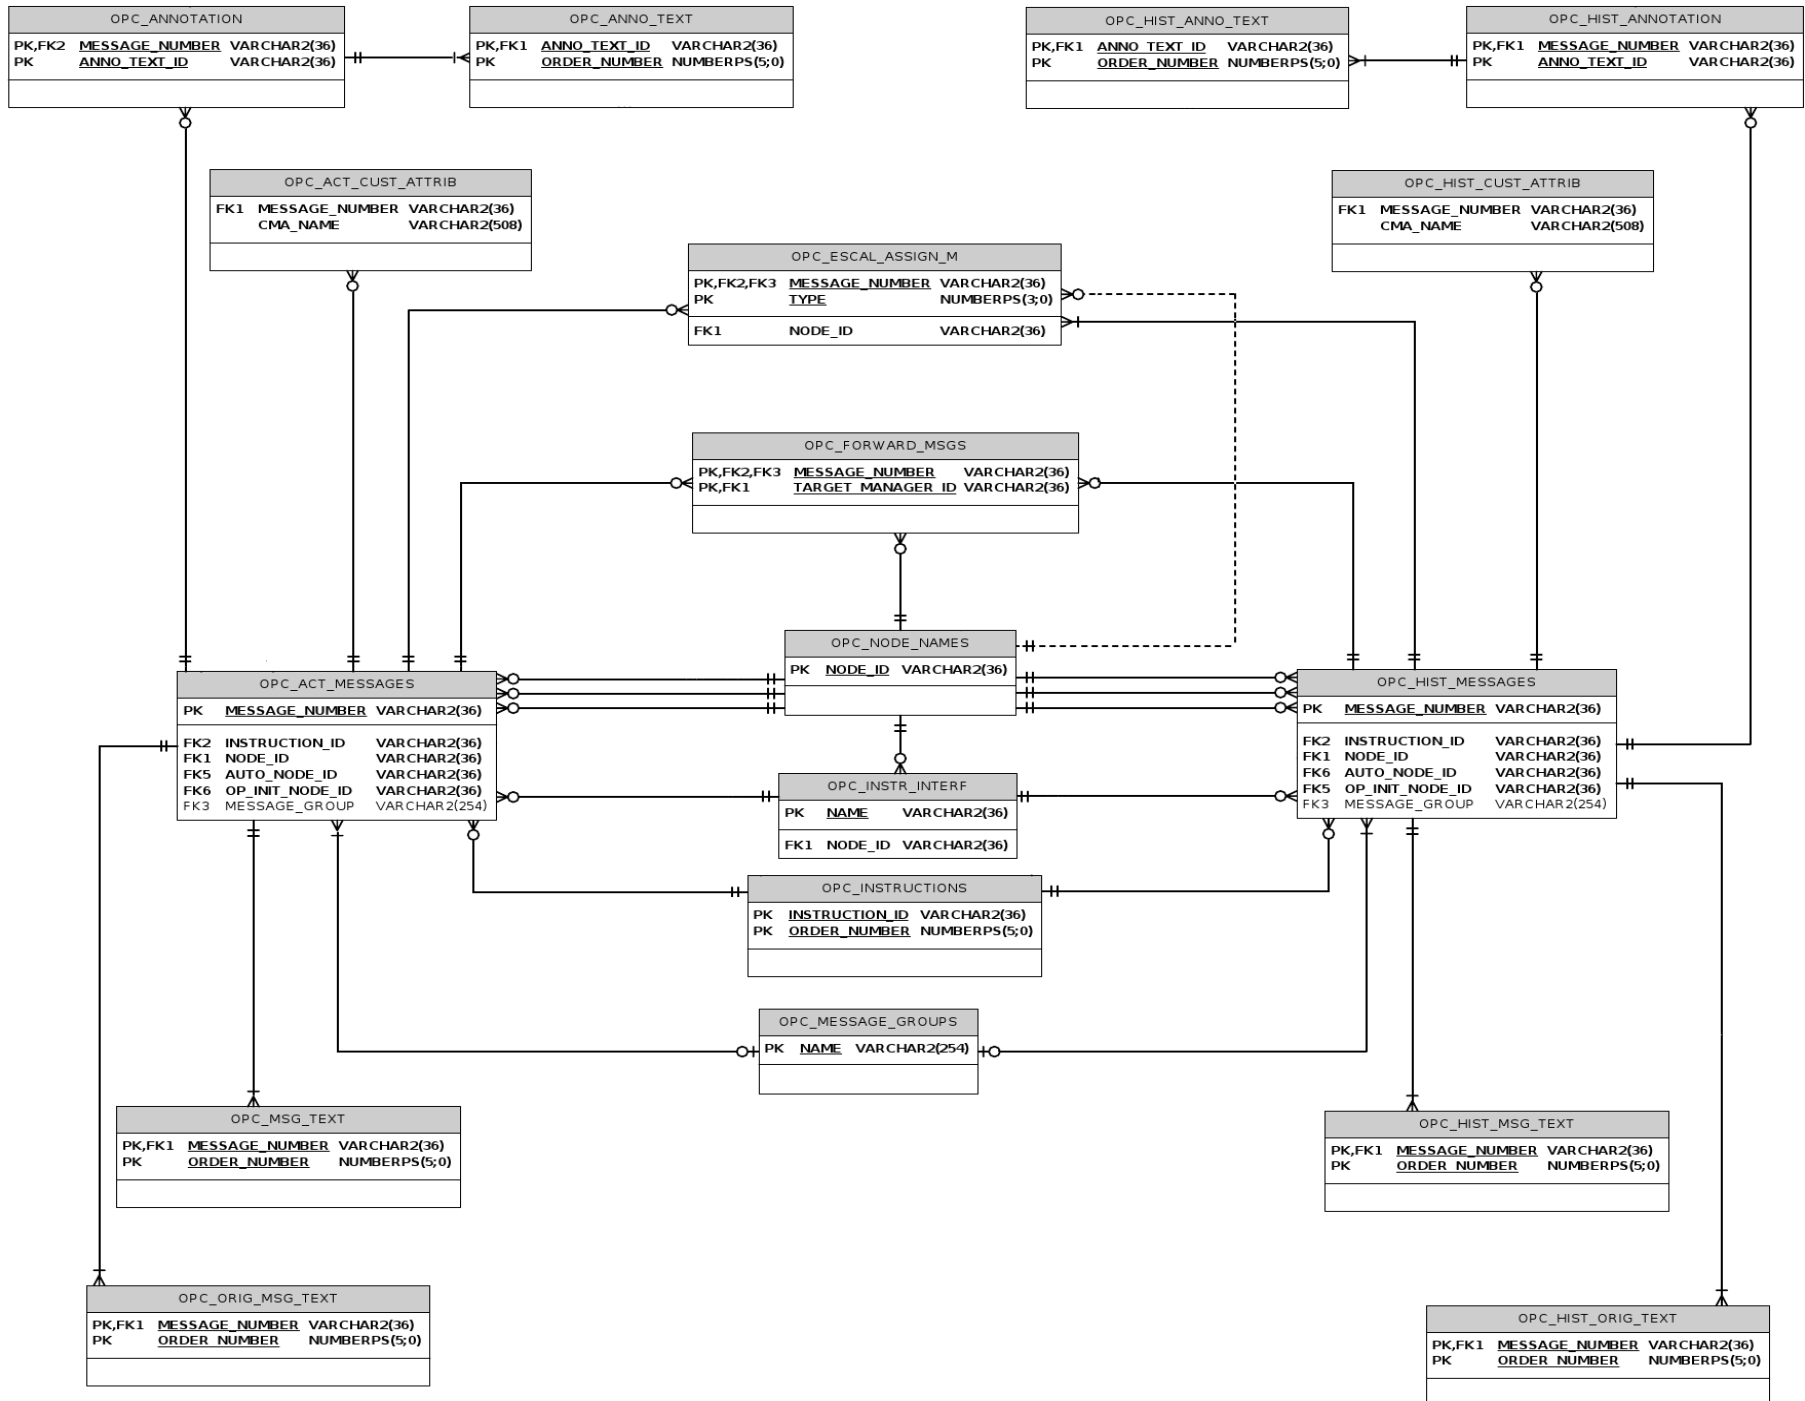 OPC_ANNOTATION
PK,FK2 MESSAGE_NUMBER VARCHAR2(36)
PK ANNO_TEXT_ID VARCHAR2(36)
OPC_ANNO_TEXT
PK,FK1 ANNO_TEXT_ID VARCHAR2(36)
PK ORDER_NUMBER NUMBERPS(5;0)
OPC_HIST_ANNO_TEXT
PK,FK1 ANNO_TEXT_ID VARCHAR2(36)
PK ORDER_NUMBER NUMBERPS(5;0)
OPC_HIST_ANNOTATION
PK,FK1 MESSAGE_NUMBER VARCHAR2(36)
PK ANNO_TEXT_ID VARCHAR2(36)
OPC_ACT_CUST_ATTRIB
FK1 MESSAGE_NUMBER VARCHAR2(36)
CMA_NAME VARCHAR2(508)
OPC_HIST_CUST_ATTRIB
FK1 MESSAGE_NUMBER VARCHAR2(36)
CMA_NAME VARCHAR2(508)
OPC_ESCAL_ASSIGN_M
PK,FK2,FK3 MESSAGE_NUMBER VARCHAR2(36)
PK TYPE NUMBERPS(3;0)
FK1 NODE_ID VARCHAR2(36)
OPC_FORWARD_MSGS
PK,FK2,FK3 MESSAGE_NUMBER VARCHAR2(36)
PK,FK1 TARGET_MANAGER_ID VARCHAR2(36)
OPC_NODE_NAMES
PK NODE_ID VARCHAR2(36)
OPC_ACT_MESSAGES
PK MESSAGE_NUMBER VARCHAR2(36)
FK2 INSTRUCTION_ID VARCHAR2(36)
FK1 NODE_ID VARCHAR2(36)
FK5 AUTO_NODE_ID VARCHAR2(36)
FK6 OP_INIT_NODE_ID VARCHAR2(36)
FK3 MESSAGE_GROUP VARCHAR2(254)
OPC_HIST_MESSAGES
PK MESSAGE_NUMBER VARCHAR2(36)
FK2 INSTRUCTION_ID VARCHAR2(36)
FK1 NODE_ID VARCHAR2(36)
FK6 AUTO_NODE_ID VARCHAR2(36)
FK5 OP_INIT_NODE_ID VARCHAR2(36)
FK3 MESSAGE_GROUP VARCHAR2(254)
OPC_INSTR_INTERF
PK NAME VARCHAR2(36)
FK1 NODE_ID VARCHAR2(36)
OPC_INSTRUCTIONS
PK INSTRUCTION_ID VARCHAR2(36)
PK ORDER_NUMBER NUMBERPS(5;0)
OPC_MESSAGE_GROUPS
PK NAME VARCHAR2(254)
OPC_MSG_TEXT
PK,FK1 MESSAGE_NUMBER VARCHAR2(36)
PK ORDER_NUMBER NUMBERPS(5;0)
OPC_HIST_MSG_TEXT
PK,FK1 MESSAGE_NUMBER VARCHAR2(36)
PK ORDER_NUMBER NUMBERPS(5;0)
OPC_ORIG_MSG_TEXT
PK,FK1 MESSAGE_NUMBER VARCHAR2(36)
PK ORDER_NUMBER NUMBERPS(5;0)
OPC_HIST_ORIG_TEXT
PK,FK1 MESSAGE_NUMBER VARCHAR2(36)
PK ORDER_NUMBER NUMBERPS(5;0)